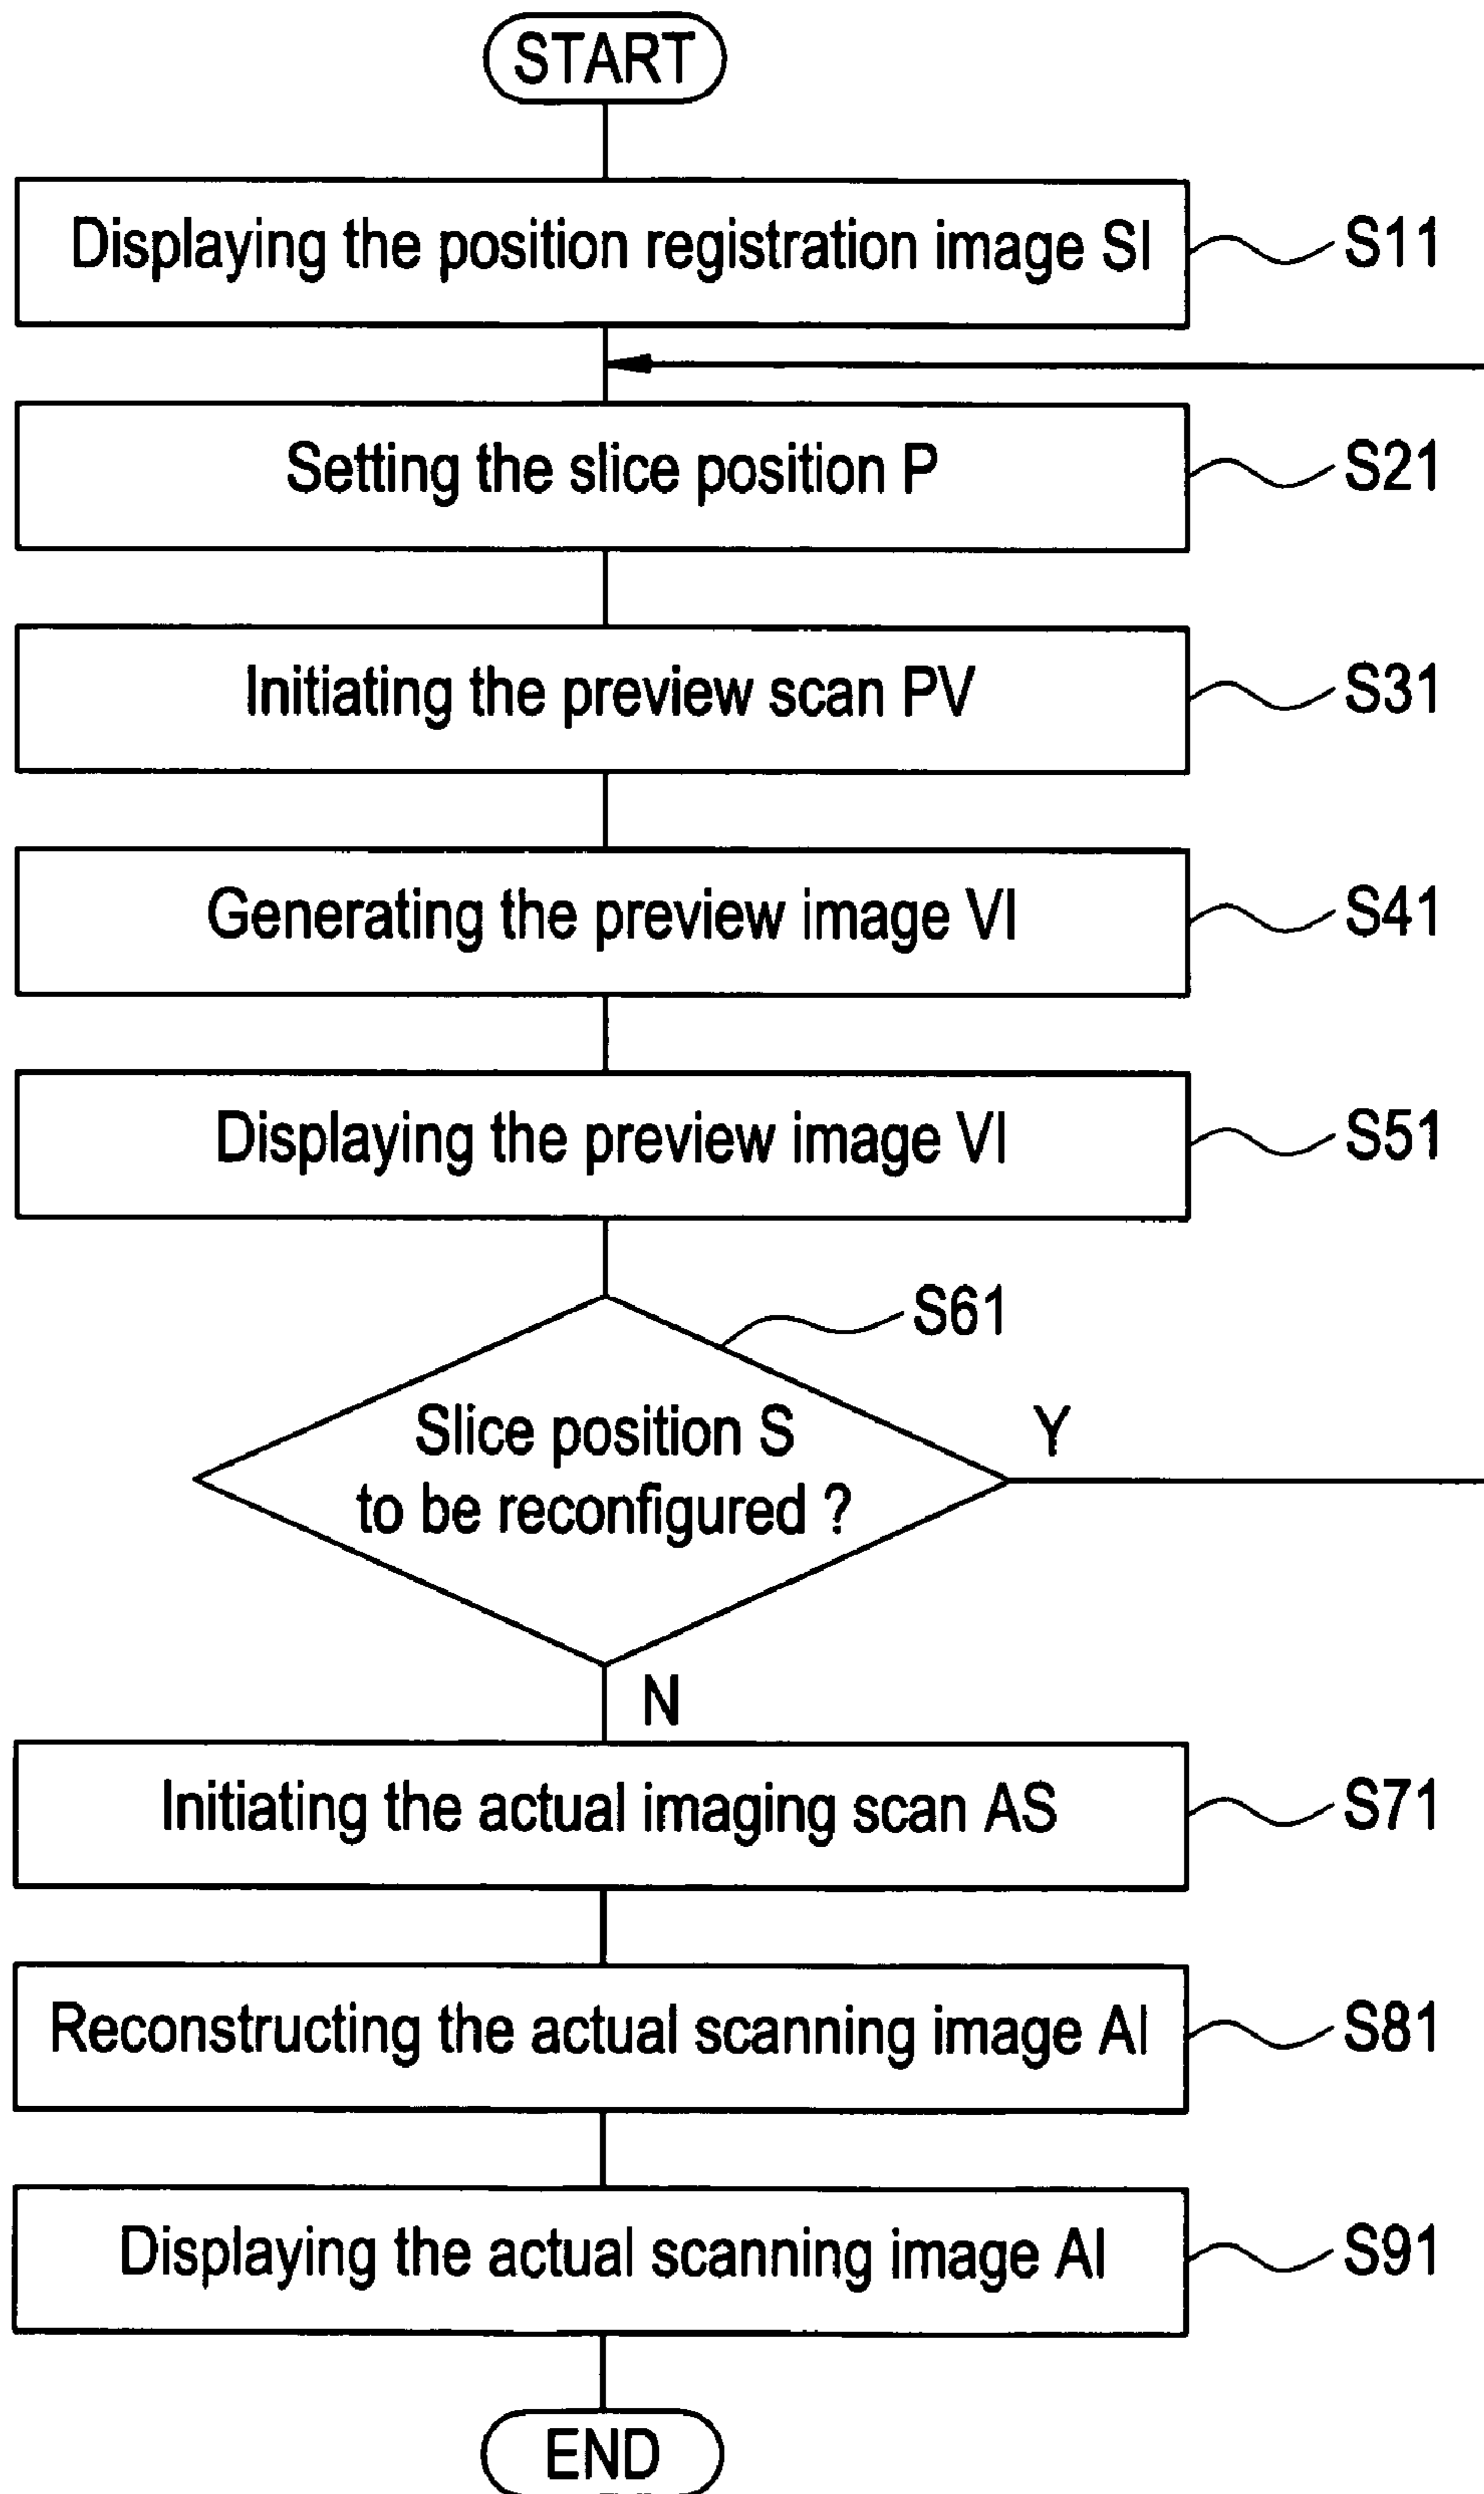 START
Displaying the position registration image SI
S11
Setting the slice position P
S21
Initiating the preview scan PV
S31
Generating the preview image VI
S41
Displaying the preview image VI
S51
S61
Slice position S
to be reconfigured ?
Y
N
Initiating the actual imaging scan AS
S71
Reconstructing the actual scanning image AI
S81
Displaying the actual scanning image AI
S91
END